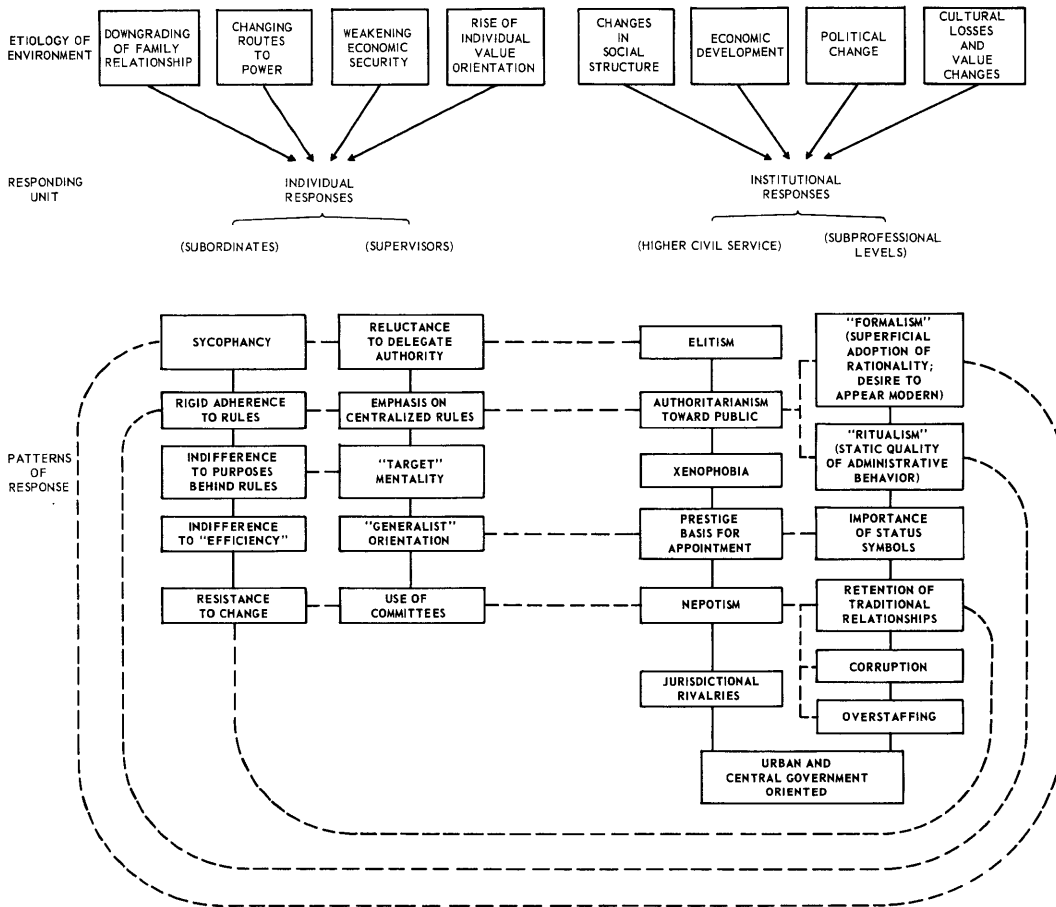 ETIOLOGY OF
ENVIRONMENT
DOWNGRADING
OF FAMILY
RELATIONSHIP
CHANGING
ROUTES
TO
POWER
WEAKENING
ECONOMIC
SECURITY
RISE OF
INDIVIDUAL
VALUE
ORIENTATION
CHANGES
IN
SOCIAL
STRUCTURE
ECONOMIC
DEVELOPMENT
POLITICAL
CHANGE
CULTURAL
LOSSES
AND
VALUE
CHANGES
RESPONDING
UNIT
INDIVIDUAL
RESPONSES
INSTITUTIONAL
RESPONSES
(SUBORDINATES)
(SUPERVISORS)
(HIGHER CIVIL SERVICE)
(SUBPROFESSIONAL
LEVELS)
PATTERNS
OF
RESPONSE
SYCOPHANCY
RIGID ADHERENCE
TO RULES
INDIFFERENCE
TO PURPOSES
BEHIND RULES
INDIFFERENCE
TO "EFFICIENCY"
RESISTANCE
TO CHANGE
RELUCTANCE
TO DELEGATE
AUTHORITY
EMPHASIS ON
CENTRALIZED RULES
"TARGET"
MENTALITY
"GENERALIST"
ORIENTATION
USE OF
COMMITTEES
ELITISM
AUTHORITARIANISM
TOWARD PUBLIC
XENOPHOBIA
PRESTIGE
BASIS FOR
APPOINTMENT
NEPOTISM
JURISDICTIONAL
RIVALRIES
"FORMALISM"
(SUPERFICIAL
ADOPTION OF
RATIONALITY;
DESIRE TO
APPEAR MODERN)
"RITUALISM"
(STATIC QUALITY
OF ADMINISTRATIVE
BEHAVIOR)
IMPORTANCE
OF STATUS
SYMBOLS
RETENTION OF
TRADITIONAL
RELATIONSHIPS
CORRUPTION
OVERSTAFFING
URBAN AND
CENTRAL GOVERNMENT
ORIENTED